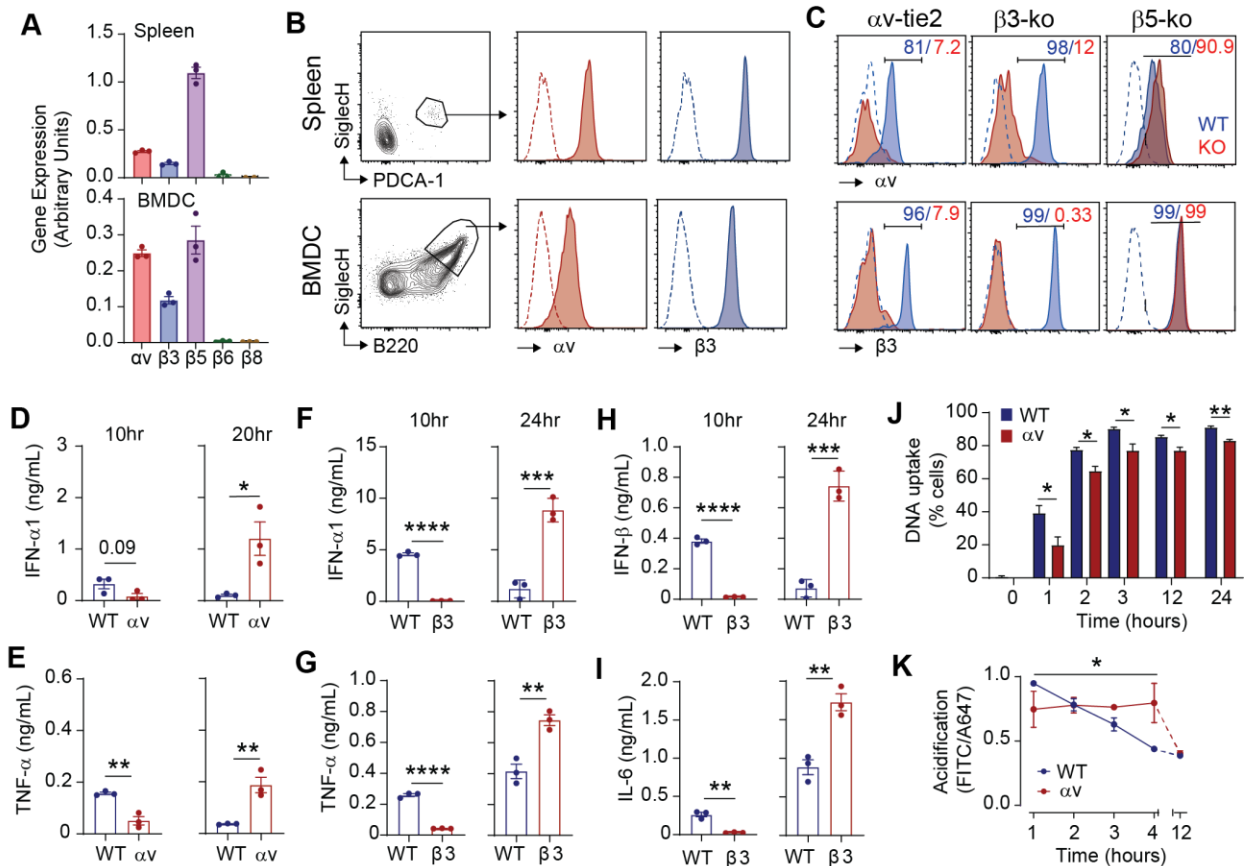 A
Spleen
Gene Expression
(Arbitrary Units)
1.5
1.0
0.5
0.0
BMDC
0.4
0.3
0.2
0.1
0.0
αv β3 β5 β6 β8
B
Spleen
SiglecH
PDCA-1
BMDC
SiglecH
B220
αv
β3
C
αv-tie2 β3-ko β5-ko
81/7.2 98/12 80/90.9
WT
KO
αv
96/7.9 99/0.33 99/.99
β3
D
10hr 20hr
IFN-α1 (ng/mL)
3
2
1
0
0.09
*
WT αv WT αv
E
TNF-α (ng/mL)
0.6
0.4
0.2
0
**
**
WT αv WT αv
F
10hr 24hr
IFN-α1 (ng/mL)
15
10
5
0
****
***
WT β3 WT β3
G
TNF-α (ng/mL)
1.0
0.8
0.6
0.4
0.2
0
****
**
WT β3 WT β3
H
10hr 24hr
IFN-β (ng/mL)
1.0
0.8
0.6
0.4
0.2
0.0
****
***
WT β3 WT β3
I
IL-6 (ng/mL)
2.0
1.5
1.0
0.5
0
**
**
WT β3 WT β3
J
WT
αv
DNA uptake
(% cells)
100
80
60
40
20
0
* * * * **
0 1 2 3 12 24
Time (hours)
K
Acidification
(FITC/A647)
1.0
0.5
0.0
*
WT
αv
1 2 3 4 12
Time (hours)